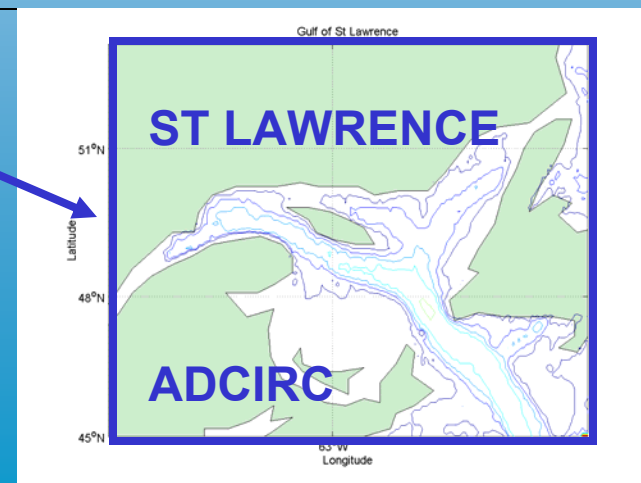 Gulf of St Lawrence
ST LAWRENCE
51°N
Latitude
48°N
ADCIRC
45°N
63°W
Longitude